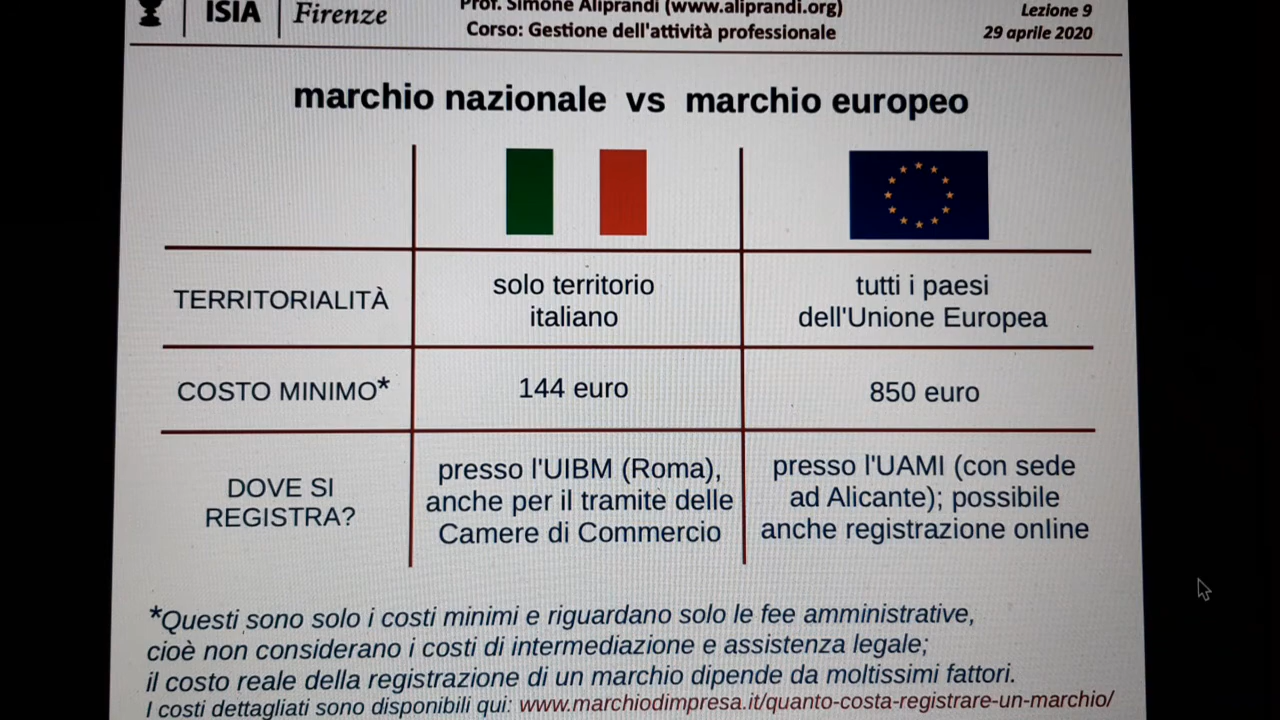 ISIA Firenze
Prof. Simone Aliprandi (www.aliprandi.org)
Corso: Gestione dell'attività professionale
Lezione 9
29 aprile 2020
marchio nazionale vs marchio europeo
TERRITORIALITÀ
solo territorio
italiano
tutti i paesi
dell'Unione Europea
COSTO MINIMO*
144 euro
850 euro
DOVE SI
REGISTRA?
presso l'UIBM (Roma),
anche per il tramite delle
Camere di Commercio
presso l'UAMI (con sede
ad Alicante); possibile
anche registrazione online
*Questi sono solo i costi minimi e riguardano solo le fee amministrative,
cioè non considerano i costi di intermediazione e assistenza legale;
il costo reale della registrazione di un marchio dipende da moltissimi fattori.
I costi dettagliati sono disponibili qui: www.marchiodimpresa.it/quanto-costa-registrare-un-marchio/